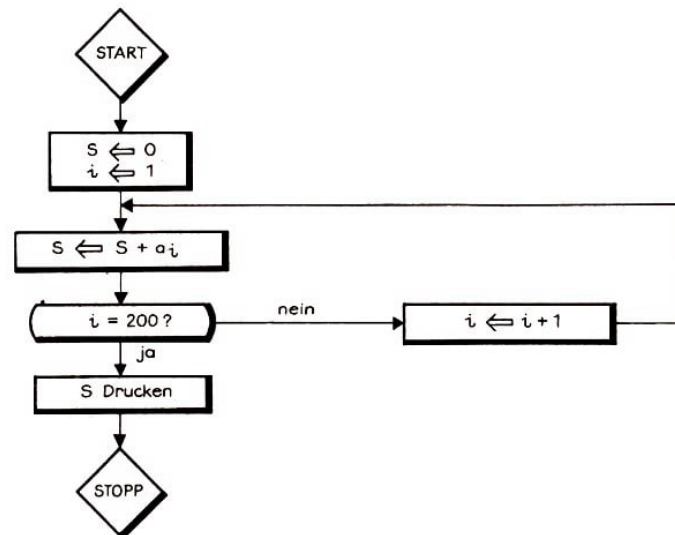 START
S ⇐ 0
i ⇐ 1
S ⇐ S + aᵢ
i = 200 ?
nein
i ⇐ i + 1
ja
S Drucken
STOPP